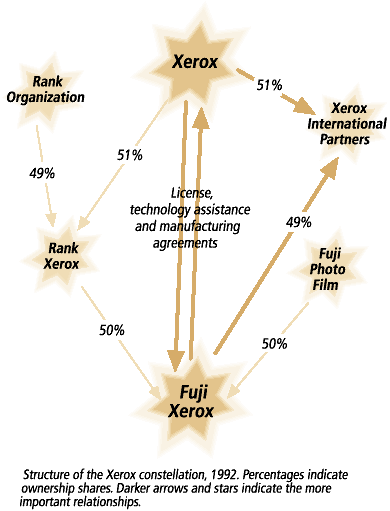 Xerox
Rank
Organization
51%
Xerox
International
Partners
51%
49%
License,
technology assistance
and manufacturing
agreements
49%
Rank
Xerox
Fuji
Photo
Film
50%
50%
Fuji
Xerox
Structure of the Xerox constellation, 1992. Percentages indicate
ownership shares. Darker arrows and stars indicate the more
important relationships.